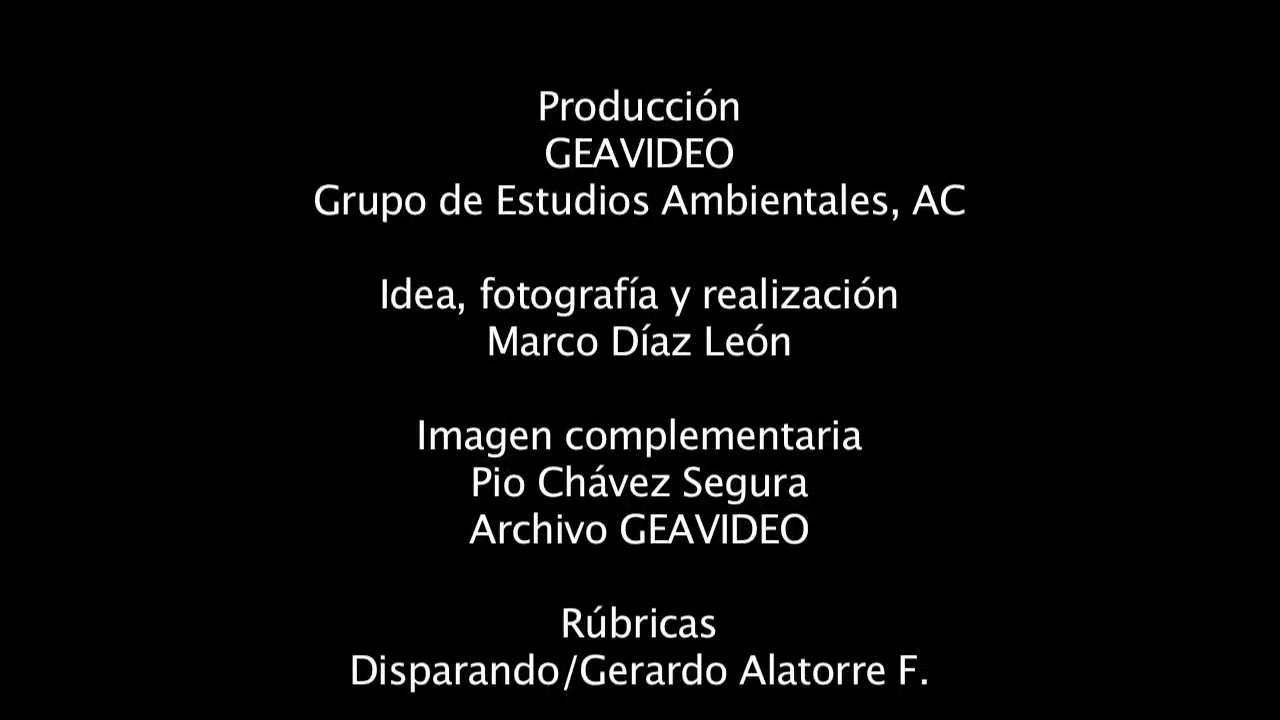 Producción
GEAVIDEO
Grupo de Estudios Ambientales, AC
Idea, fotografía y realización
Marco Díaz León
Imagen complementaria
Pio Chávez Segura
Archivo GEAVIDEO
Rúbricas
Disparando/Gerardo Alatorre F.